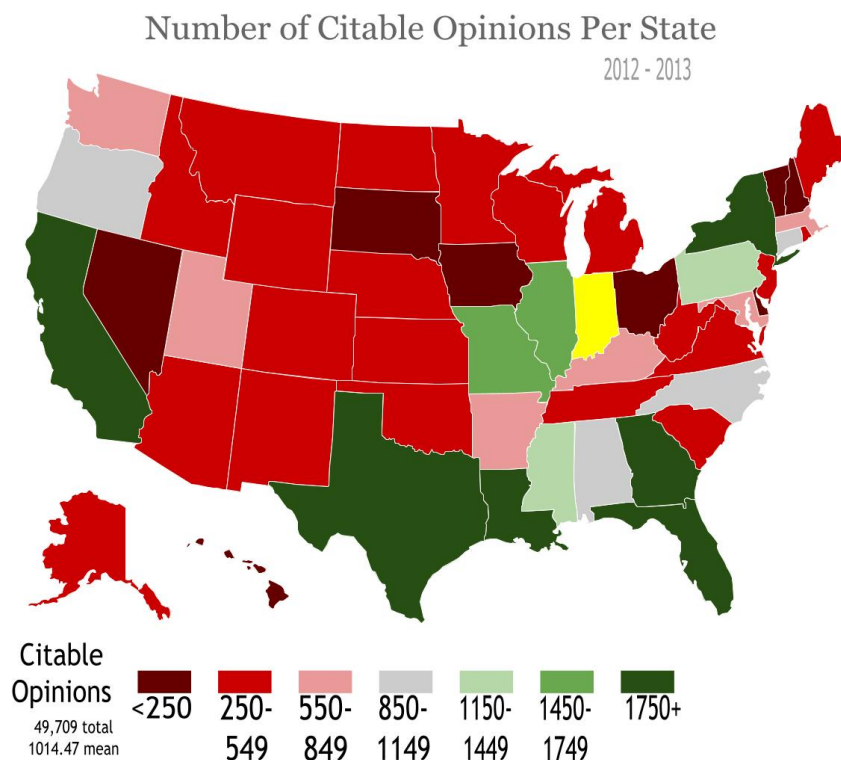 Number of Citable Opinions Per State
2012 - 2013
Citable
Opinions
49,709 total
1014.47 mean
<250
250-
549
550-
849
850-
1149
1150-
1449
1450-
1749
1750+